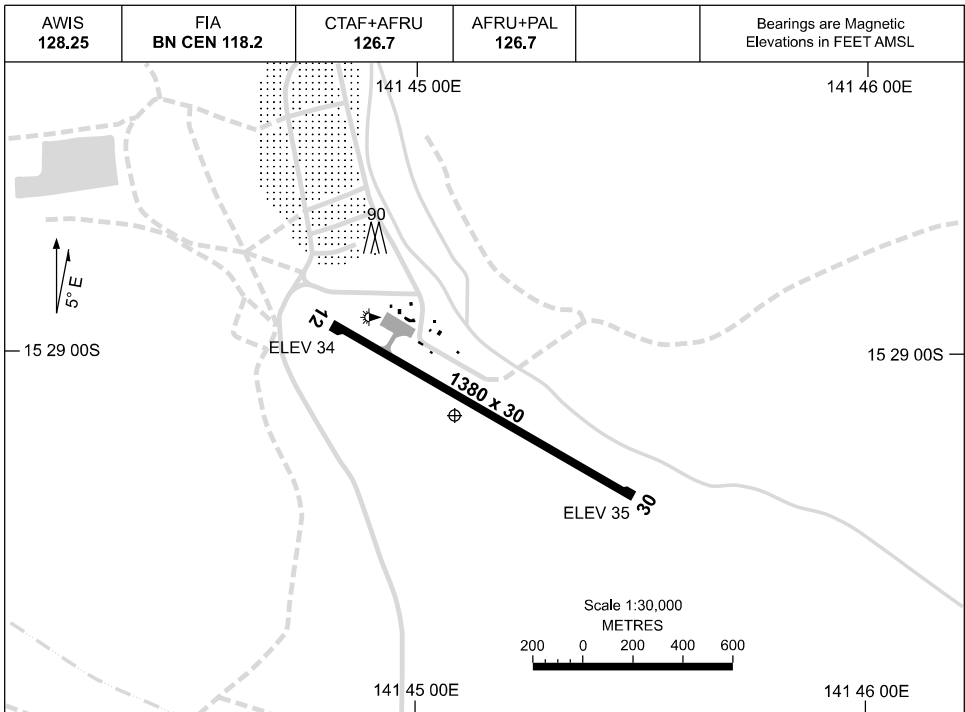 AWIS
128.25
FIA
BN CEN 118.2
CTAF+AFRU
126.7
AFRU+PAL
126.7
Bearings are Magnetic
Elevations in FEET AMSL
141 45 00E
141 46 00E
90
5° E
12
ELEV 34
15 29 00S
15 29 00S
1380 x 30
30
ELEV 35
Scale 1:30,000
METRES
200 0 200 400 600
141 45 00E
141 46 00E